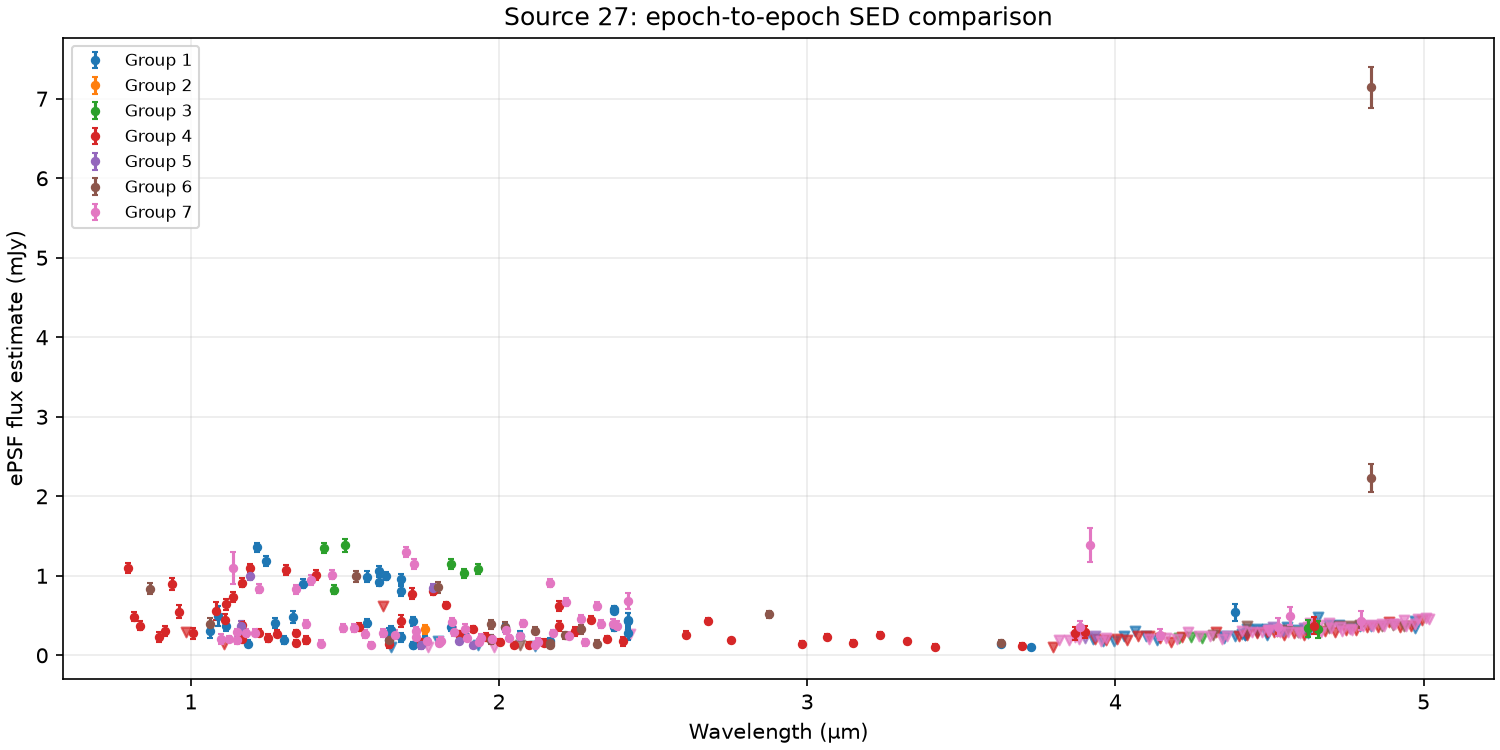 Source 27: epoch-to-epoch SED comparison
Group 1
Group 2
Group 3
Group 4
Group 5
Group 6
Group 7
ePSF flux estimate (mJy)
7
6
5
4
3
2
1
0
1 2 3 4 5
Wavelength (μm)